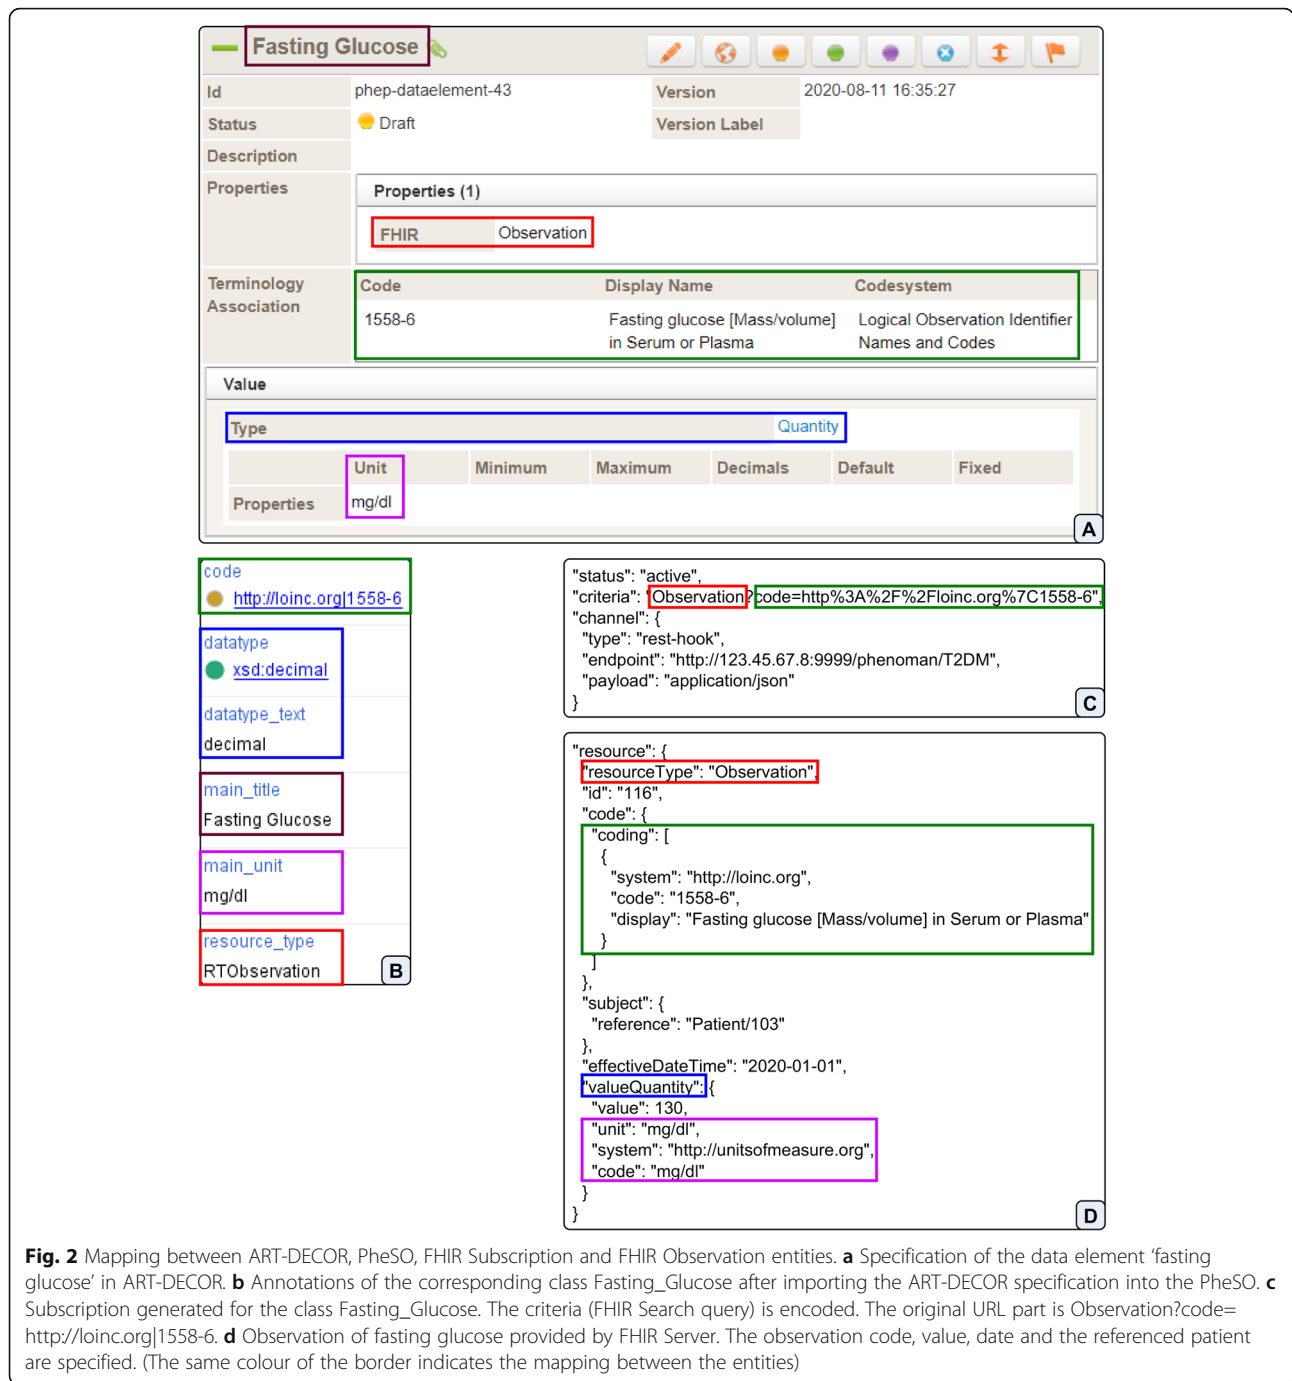 Fasting Glucose
Id phep-dataelement-43 Version 2020-08-11 16:35:27
Status Draft Version Label
Description
Properties Properties (1)
FHIR Observation
Terminology Association
Code Display Name Codesystem
1558-6 Fasting glucose [Mass/volume] Logical Observation Identifier
in Serum or Plasma Names and Codes
Value
Type Quantity
Unit Minimum Maximum Decimals Default Fixed
Properties mg/dl
A
code
http://loinc.org|1558-6
datatype
xsd:decimal
datatype_text
decimal
main_title
Fasting Glucose
main_unit
mg/dl
resource_type
RTObservation
B
"status": "active",
"criteria": "Observation?code=http%3A%2F%2Floinc.org%7C1558-6",
"channel": {
"type": "rest-hook",
"endpoint": "http://123.45.67.8:9999/phenoman/T2DM",
"payload": "application/json"
}
C
"resource": {
"resourceType": "Observation",
"id": "116",
"code": {
"coding": [
{
"system": "http://loinc.org",
"code": "1558-6",
"display": "Fasting glucose [Mass/volume] in Serum or Plasma"
}
]
},
"subject": {
"reference": "Patient/103"
},
"effectiveDateTime": "2020-01-01",
"valueQuantity": {
"value": 130,
"unit": "mg/dl",
"system": "http://unitsofmeasure.org",
"code": "mg/dl"
}
}
D
Fig. 2 Mapping between ART-DECOR, PheSO, FHIR Subscription and FHIR Observation entities. a Specification of the data element ‘fasting
glucose’ in ART-DECOR. b Annotations of the corresponding class Fasting_Glucose after importing the ART-DECOR specification into the PheSO. c
Subscription generated for the class Fasting_Glucose. The criteria (FHIR Search query) is encoded. The original URL part is Observation?code=
http://loinc.org|1558-6. d Observation of fasting glucose provided by FHIR Server. The observation code, value, date and the referenced patient
are specified. (The same colour of the border indicates the mapping between the entities)